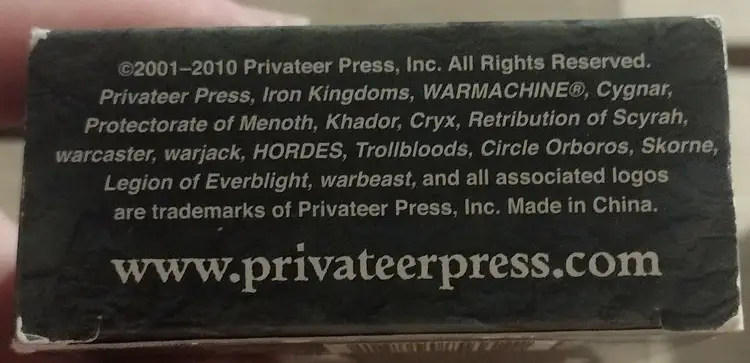 ©2001–2010 Privateer Press, Inc. All Rights Reserved.
Privateer Press, Iron Kingdoms, WARMACHINE®, Cygnar,
Protectorate of Menoth, Khador, Cryx, Retribution of Scyrah,
warcaster, warjack, HORDES, Trollbloods, Circle Orboros, Skorne,
Legion of Everblight, warbeast, and all associated logos
are trademarks of Privateer Press, Inc. Made in China.
www.privateerpress.com